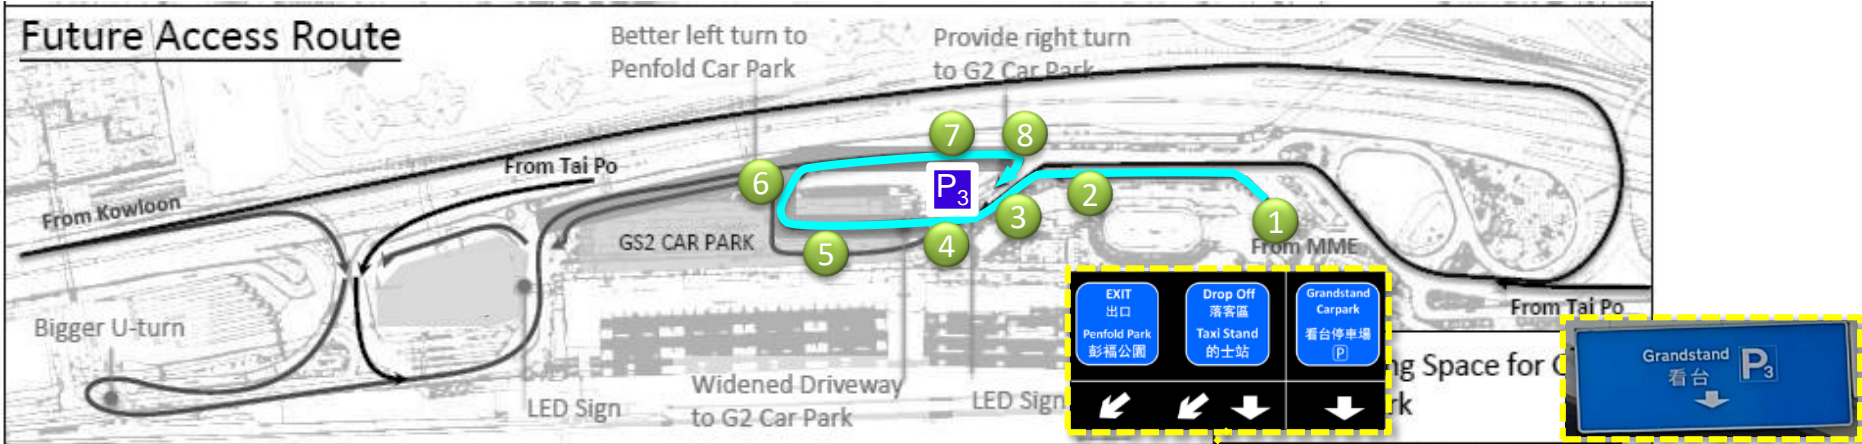 Future Access Route
Better left turn to
Penfold Car Park
Provide right turn
to G2 Car Park
7
8
From Tai Po
6
P3
2
3
1
From Kowloon
GS2 CAR PARK
4
5
From MME
EXIT
出口
Penfold Park
彭福公園
Drop Off
落客區
Taxi Stand
的士站
Grandstand
Carpark
看台停車場
P
From Tai Po
Bigger U-turn
LED Sign
Widened Driveway
to G2 Car Park
LED Sign
ng Space for
rk
Grandstand
看台
P3